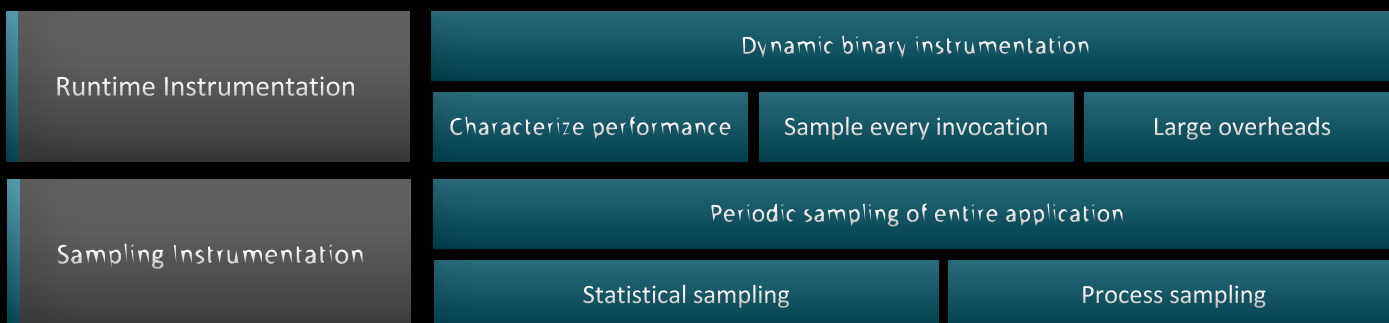 Runtime Instrumentation
Dynamic binary instrumentation
Characterize performance
Sample every invocation
Large overheads
Sampling Instrumentation
Periodic sampling of entire application
Statistical sampling
Process sampling